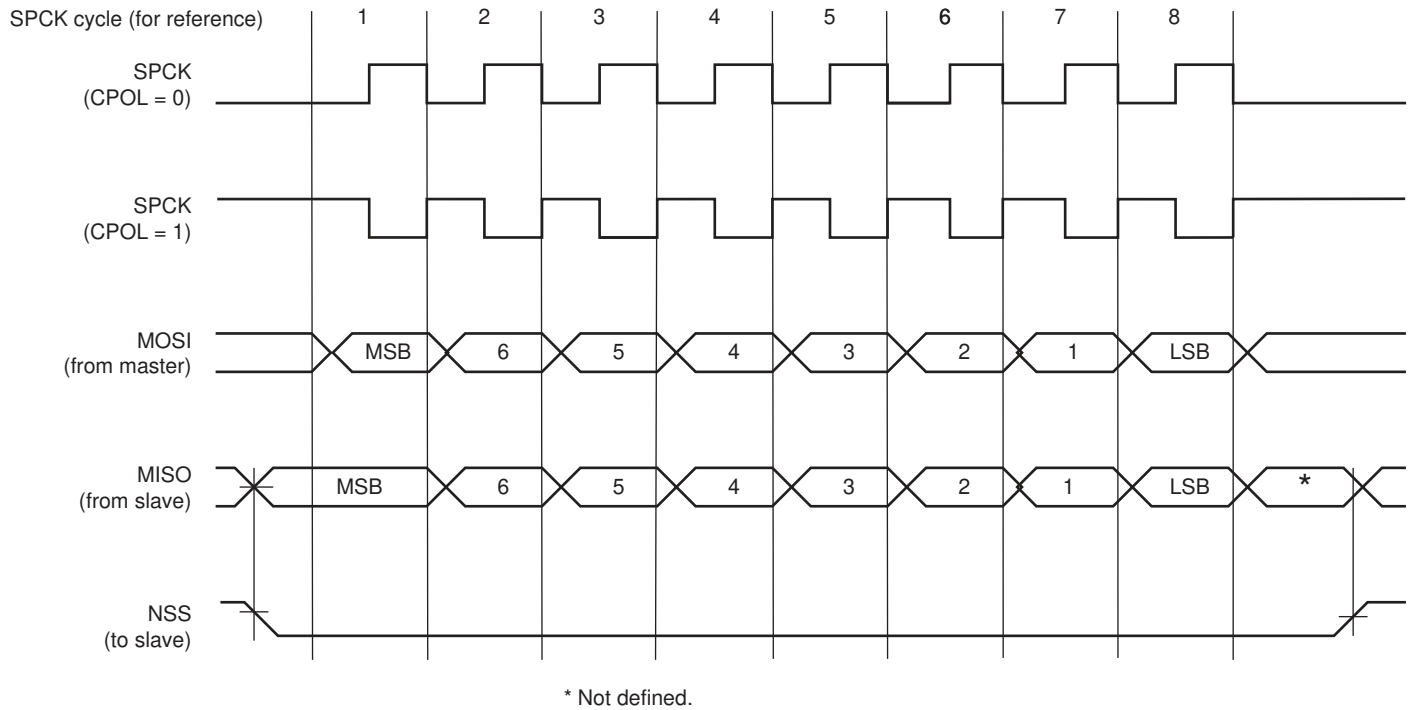 SPCK cycle (for reference) 1 2 3 4 5 6 7 8
SPCK
(CPOL = 0)
SPCK
(CPOL = 1)
MOSI
(from master)
MSB 6 5 4 3 2 1 LSB
MISO
(from slave)
MSB 6 5 4 3 2 1 LSB *
NSS
(to slave)
* Not defined.